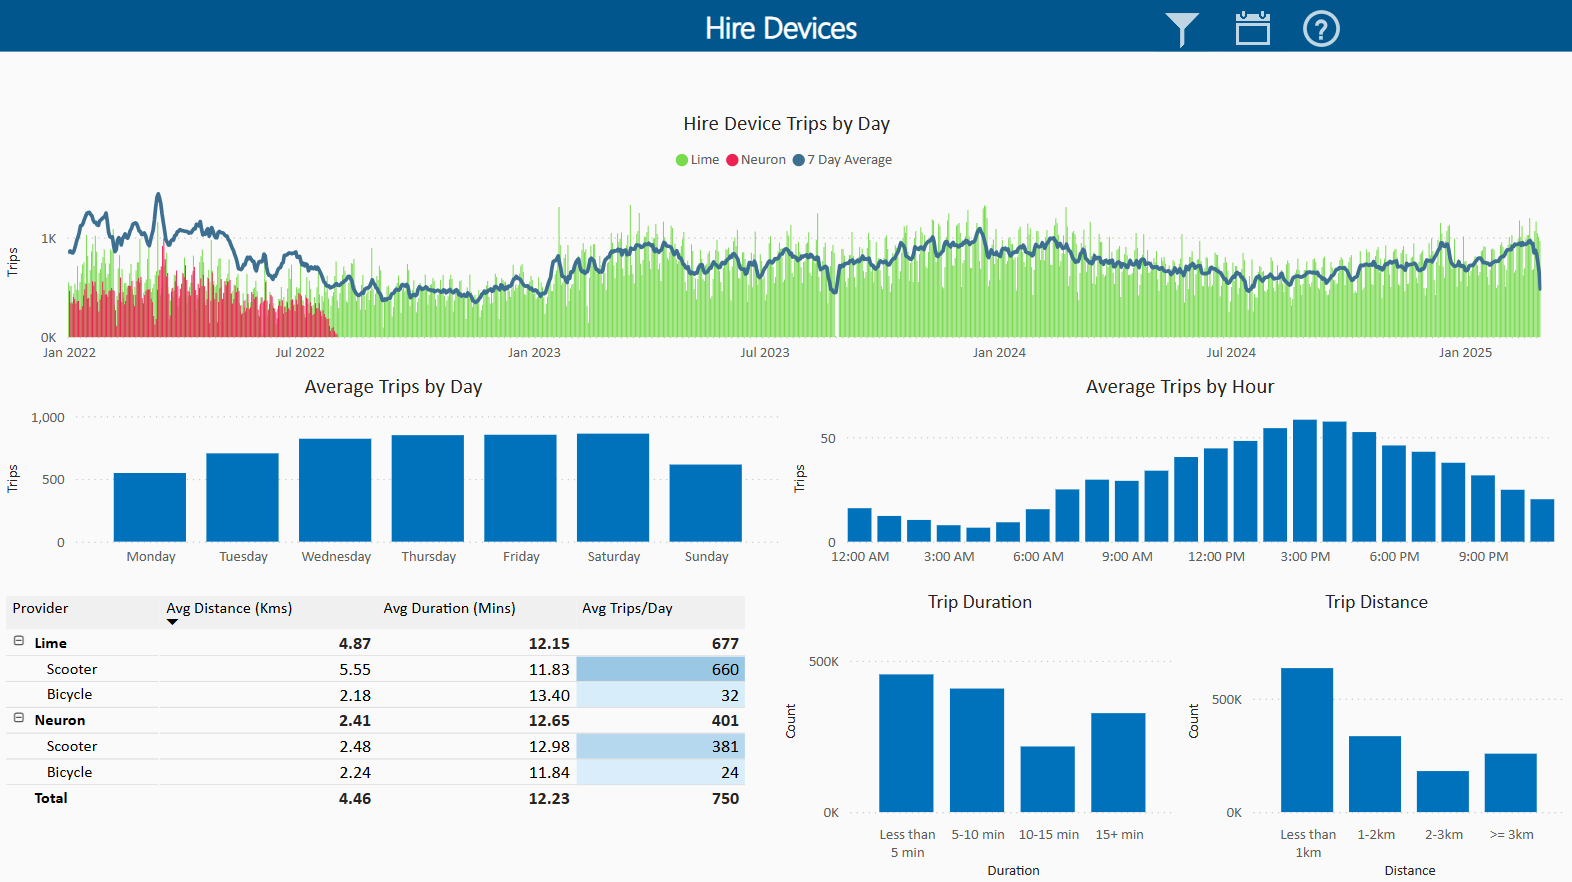 Hire Devices
?
Hire Device Trips by Day
Lime Neuron 7 Day Average
Trips
1K
0K
Jan 2022 Jul 2022 Jan 2023 Jul 2023 Jan 2024 Jul 2024 Jan 2025
Average Trips by Day
Trips
1,000
500
0
Monday Tuesday Wednesday Thursday Friday Saturday Sunday
Average Trips by Hour
Trips
50
0
12:00 AM 3:00 AM 6:00 AM 9:00 AM 12:00 PM 3:00 PM 6:00 PM 9:00 PM
Provider Avg Distance (Kms) Avg Duration (Mins) Avg Trips/Day
Lime 4.87 12.15 677
Scooter 5.55 11.83 660
Bicycle 2.18 13.40 32
Neuron 2.41 12.65 401
Scooter 2.48 12.98 381
Bicycle 2.24 11.84 24
Total 4.46 12.23 750
Trip Duration
Count
500K
0K
Less than 5 min 5-10 min 10-15 min 15+ min
Duration
Trip Distance
Count
500K
0K
Less than 1km 1-2km 2-3km >= 3km
Distance